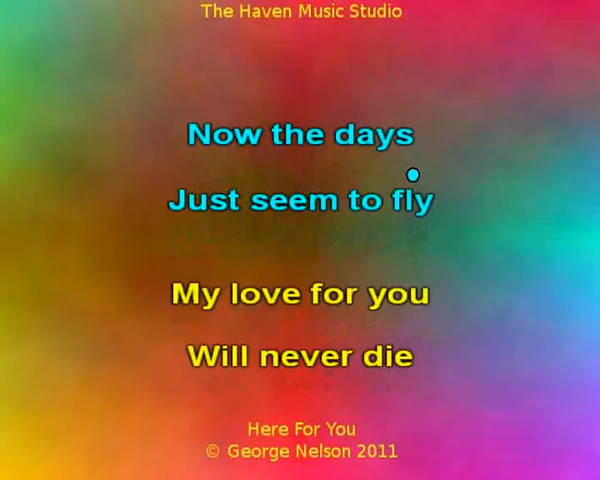 The Haven Music Studio
Now the days
Just seem to fly
My love for you
Will never die
Here For You
© George Nelson 2011